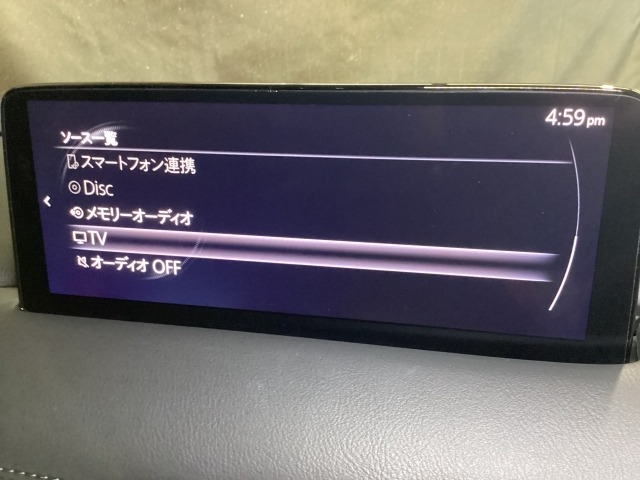 4:59 pm
ソース一覧
スマートフォン連携
Disc
メモリーオーディオ
TV
オーディオ OFF